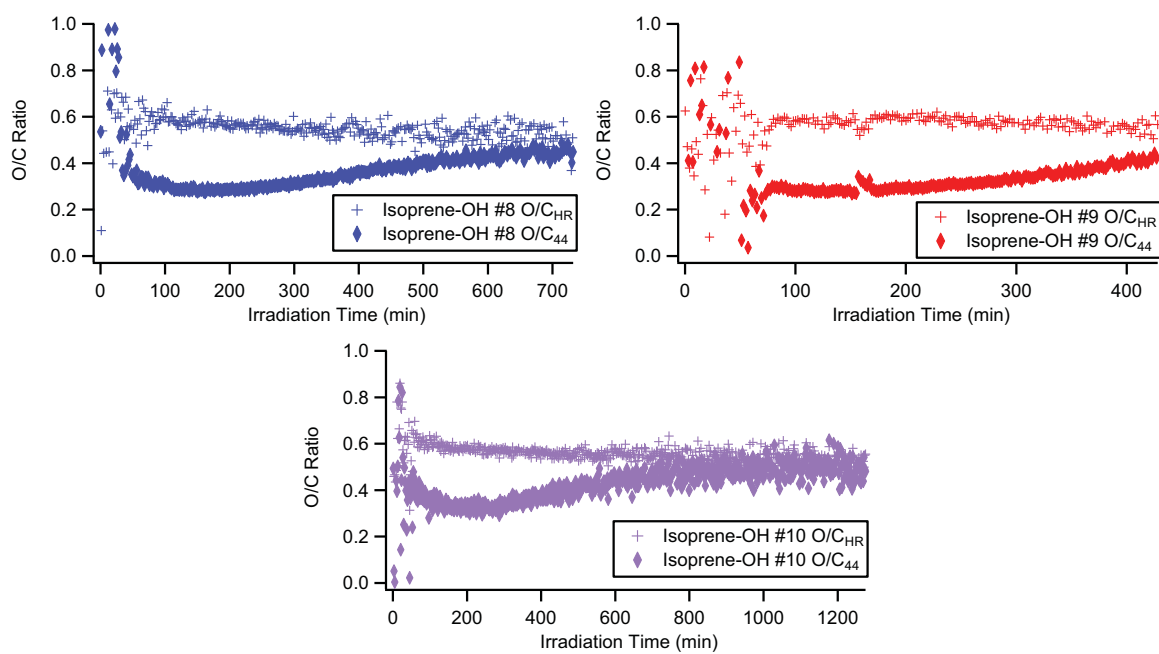 O/C Ratio
1.0
0.8
0.6
0.4
0.2
0.0
Isoprene-OH #8 O/C_HR
Isoprene-OH #8 O/C_44
0 100 200 300 400 500 600 700
Irradiation Time (min)
O/C Ratio
1.0
0.8
0.6
0.4
0.2
0.0
Isoprene-OH #9 O/C_HR
Isoprene-OH #9 O/C_44
0 100 200 300 400
Irradiation Time (min)
O/C Ratio
1.0
0.8
0.6
0.4
0.2
0.0
Isoprene-OH #10 O/C_HR
Isoprene-OH #10 O/C_44
0 200 400 600 800 1000 1200
Irradiation Time (min)